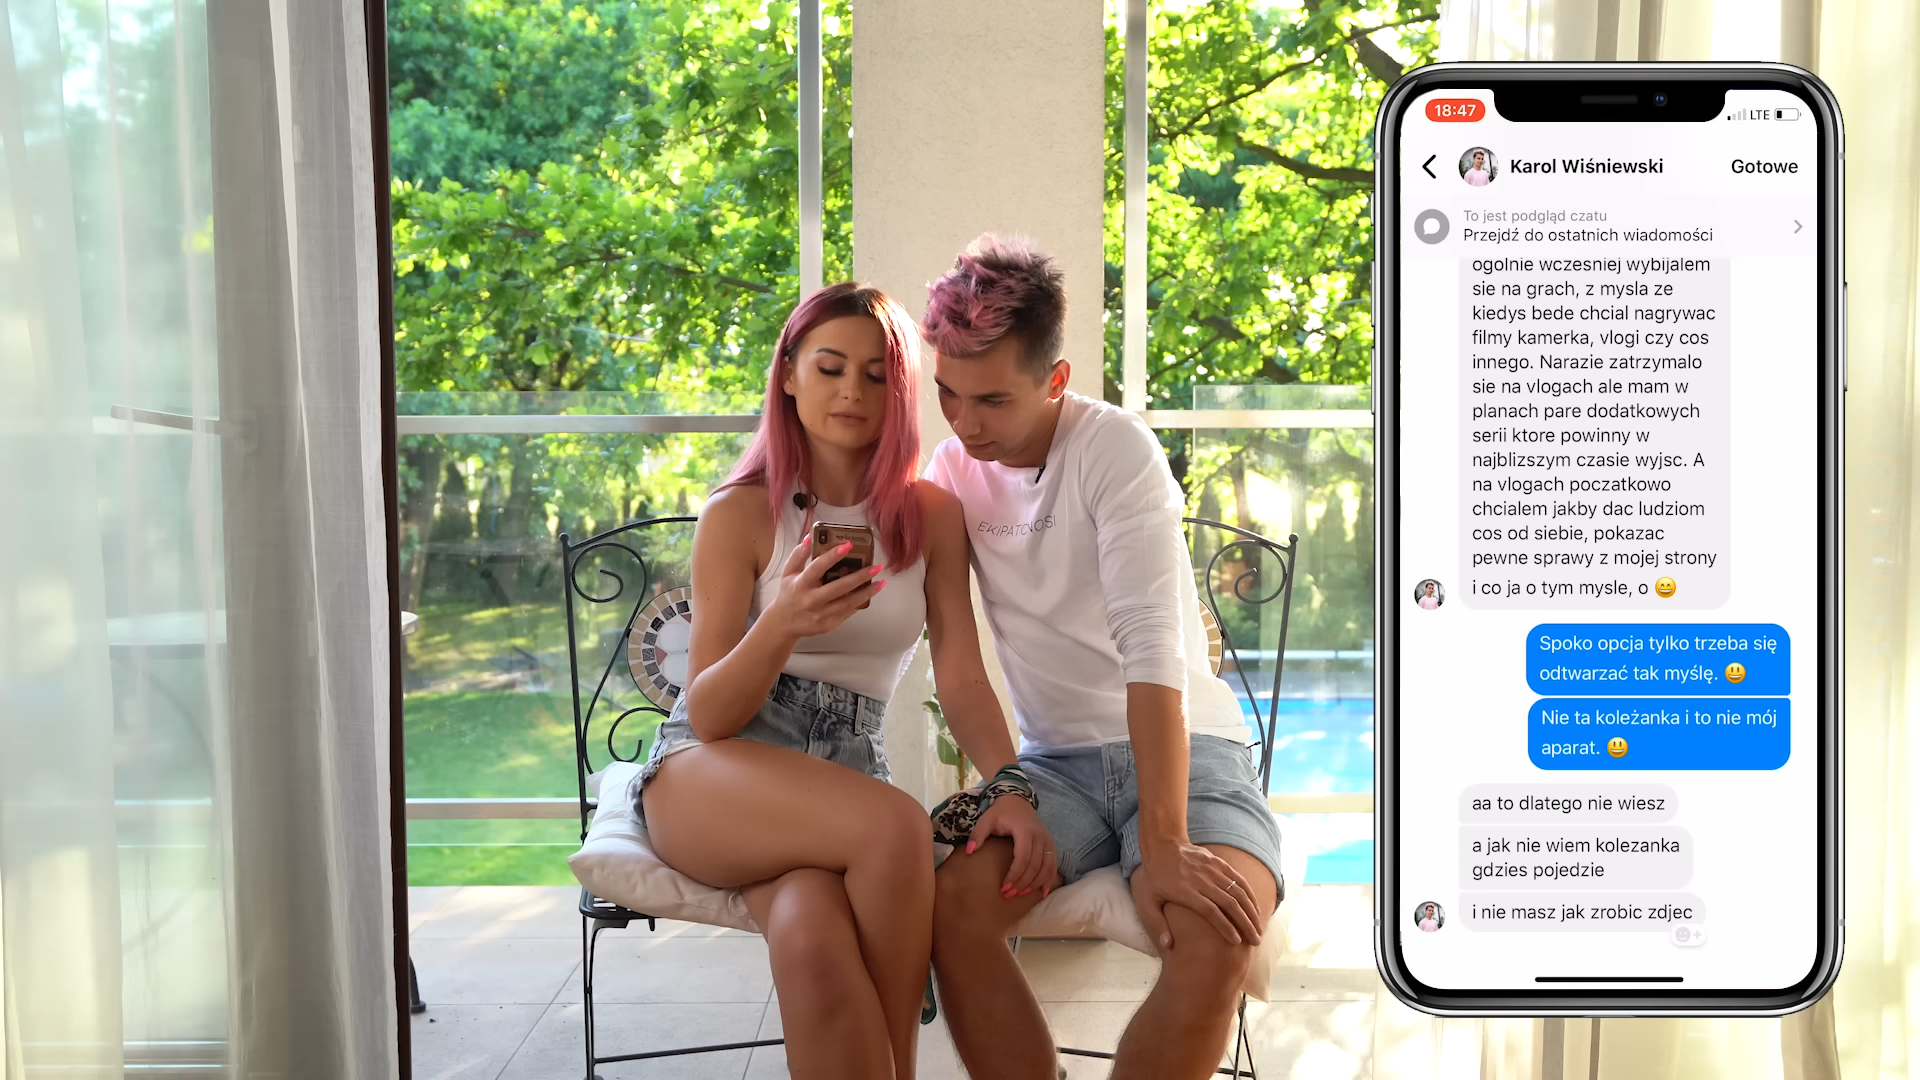 EKIPATONOSI
18:47
LTE
Karol Wiśniewski
Gotowe
To jest podgląd czatu
Przejdź do ostatnich wiadomości
ogolnie wczesniej wybijalem
sie na grach, z mysla ze
kiedys bede chcial nagrywac
filmy kamerka, vlogi czy cos
innego. Narazie zatrzymalo
sie na vlogach ale mam w
planach pare dodatkowych
serii ktore powinny w
najblizszym czasie wyjsc. A
na vlogach poczatkowo
chcialem jakby dac ludziom
cos od siebie, pokazac
pewne sprawy z mojej strony
i co ja o tym mysle, o 😄
Spoko opcja tylko trzeba się
odtwarzać tak myślę. 😃
Nie ta koleżanka i to nie mój
aparat. 😃
aa to dlatego nie wiesz
a jak nie wiem kolezanka
gdzies pojedzie
i nie masz jak zrobic zdjec